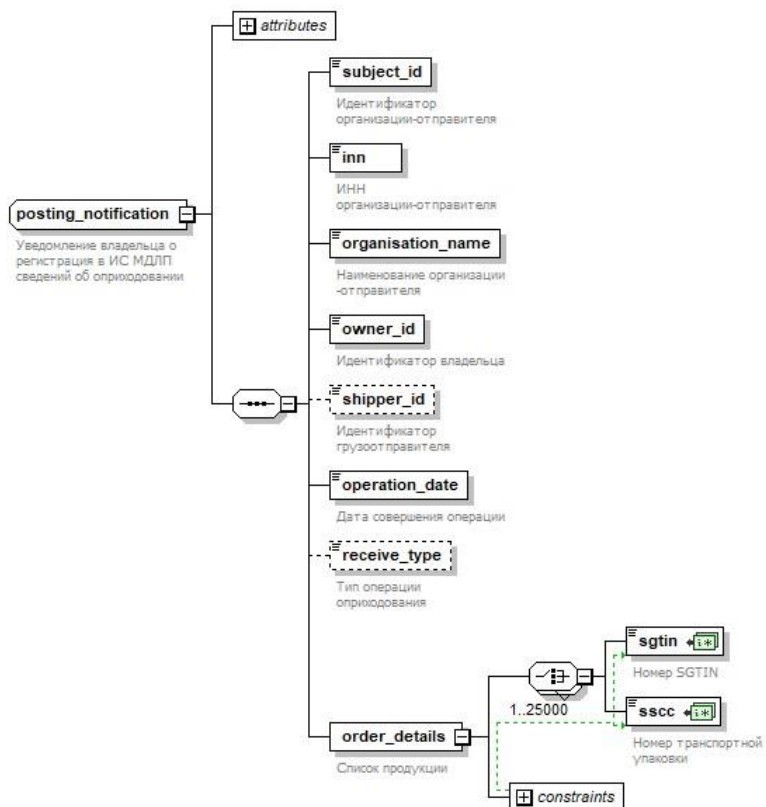 attributes
subject_id
Идентификатор
организации-отправителя
inn
ИНН
организации-отправителя
posting_notification
Уведомление владельца о
регистрация в ИС МДЛП
сведений об оприходовании
organisation_name
Наименование организации
-отправителя
owner_id
Идентификатор владельца
shipper_id
Идентификатор
грузоотправителя
operation_date
Дата совершения операции
receive_type
Тип операции
оприходования
sgtin
Номер SGTIN
1..25000
sscc
Номер транспортной
упаковки
order_details
Список продукции
constraints